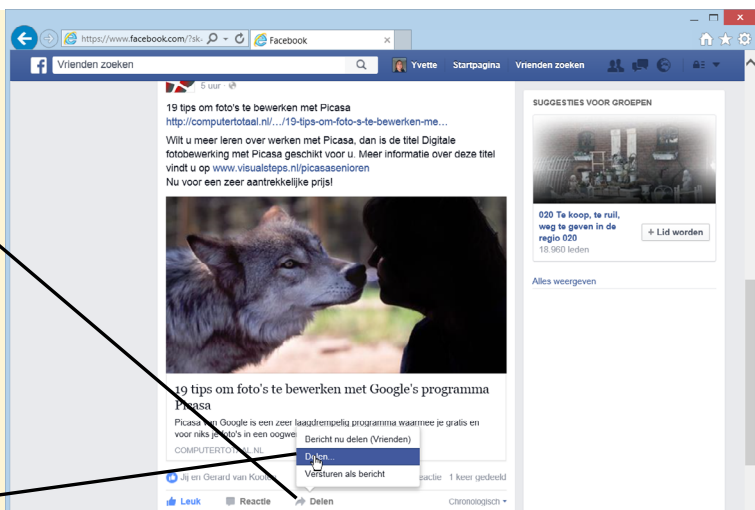 https://www.facebook.com/?sk-
Facebook
Vrienden zoeken
Yvette
Startpagina
Vrienden zoeken
5 uur
19 tips om foto's te bewerken met Picasa
http://computertotaal.nl/.../19-tips-om-foto-s-te-bewerken-me...
Wilt u meer leren over werken met Picasa, dan is de titel Digitale
fotobewerking met Picasa geschikt voor u. Meer informatie over deze titel
vindt u op www.visualsteps.nl/picasasenioren
Nu voor een zeer aantrekkelijke prijs!
19 tips om foto's te bewerken met Google's programma
Picasa
Picasa van Google is een zeer laagdrempelig programma waarmee je gratis en
voor niks je foto's in een
COMPUTERTOTAAL.NL
Bericht nu delen (Vrienden)
Delen...
Versturen als bericht
Jij en Gerard van
1 keer gedeeld
Leuk
Reactie
Delen
Chronologisch
SUGGESTIES VOOR GROEPEN
020 Te koop, te ruil,
weg te geven in de
regio 020
18.960 leden
+ Lid worden
Alles weergeven